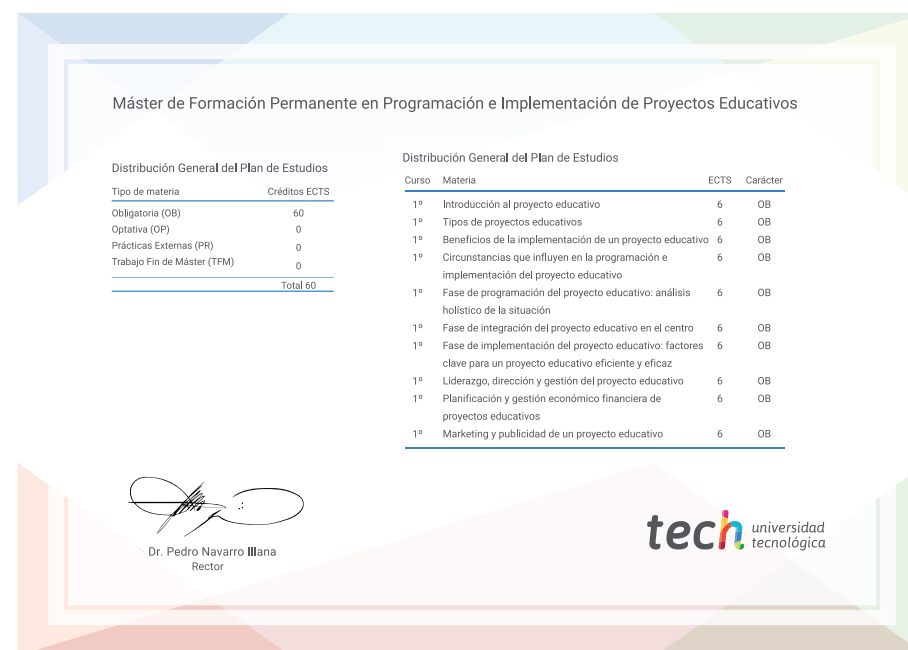 Máster de Formación Permanente en Programación e Implementación de Proyectos Educativos
Distribución General del Plan de Estudios
Tipo de materia Créditos ECTS
Obligatoria (OB) 60
Optativa (OP) 0
Prácticas Externas (PR) 0
Trabajo Fin de Máster (TFM) 0
Total 60
Distribución General del Plan de Estudios
Curso Materia ECTS Carácter
1º Introducción al proyecto educativo 6 OB
1º Tipos de proyectos educativos 6 OB
1º Beneficios de la implementación de un proyecto educativo 6 OB
1º Circunstancias que influyen en la programación e 6 OB
implementación del proyecto educativo
1º Fase de programación del proyecto educativo: análisis 6 OB
holístico de la situación
1º Fase de integración del proyecto educativo en el centro 6 OB
1º Fase de implementación del proyecto educativo: factores 6 OB
clave para un proyecto educativo eficiente y eficaz
1º Liderazgo, dirección y gestión del proyecto educativo 6 OB
1º Planificación y gestión económico financiera de 6 OB
proyectos educativos
1º Marketing y publicidad de un proyecto educativo 6 OB
Dr. Pedro Navarro Illana
Rector
tech universidad
tecnológica